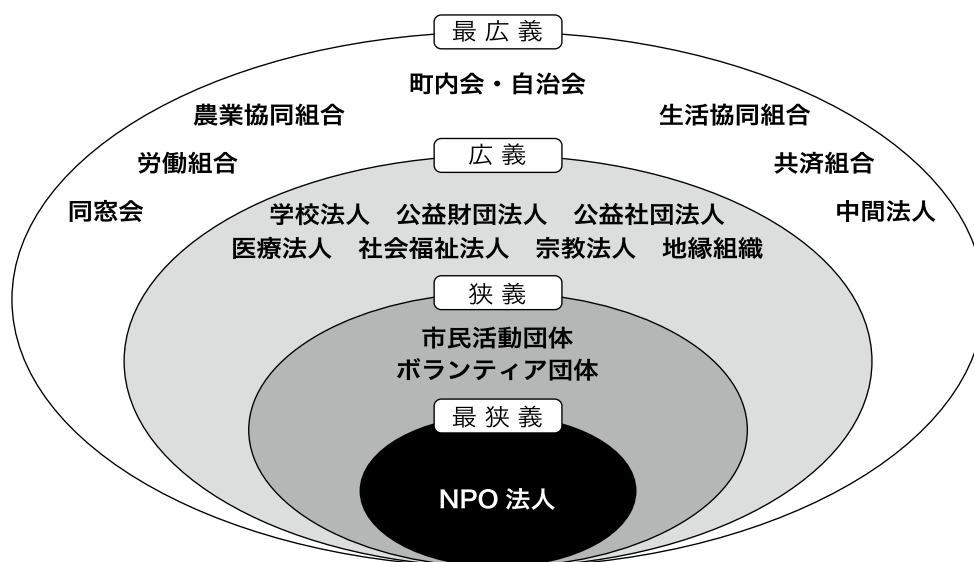 最広義
町内会・自治会
農業協同組合
生活協同組合
労働組合
共済組合
同窓会
中間法人
広義
学校法人 公益財団法人 公益社団法人
医療法人 社会福祉法人 宗教法人 地縁組織
狭義
市民活動団体
ボランティア団体
最狭義
NPO 法人